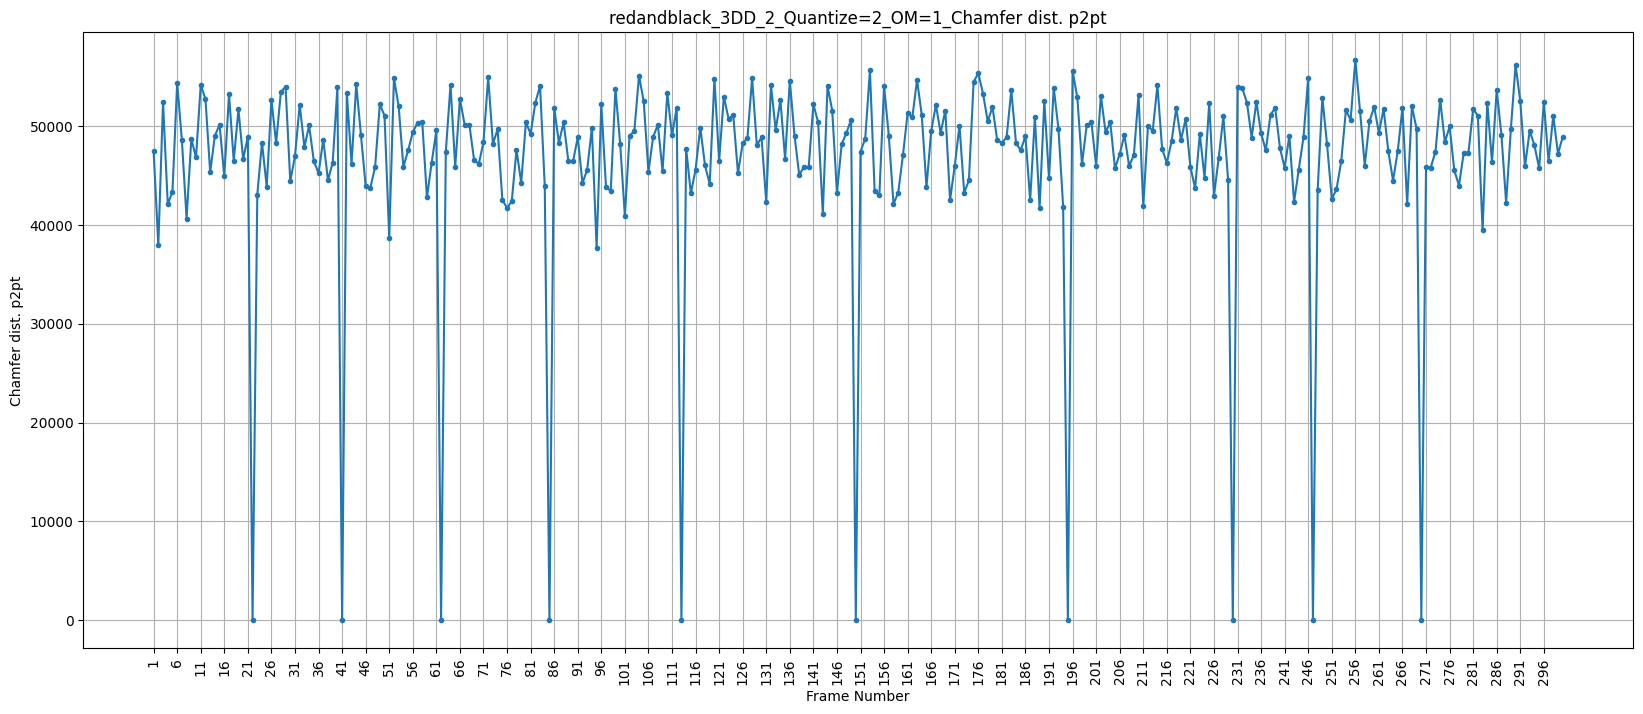 redandblack_3DD_2_Quantize=2_OM=1_Chamfer dist. p2pt
Chamfer dist. p2pt
50000
40000
30000
20000
10000
0
1 6 11 16 21 26 31 36 41 46 51 56 61 66 71 76 81 86 91 96 101 106 111 116 121 126 131 136 141 146 151 156 161 166 171 176 181 186 191 196 201 206 211 216 221 226 231 236 241 246 251 256 261 266 271 276 281 286 291 296
Frame Number